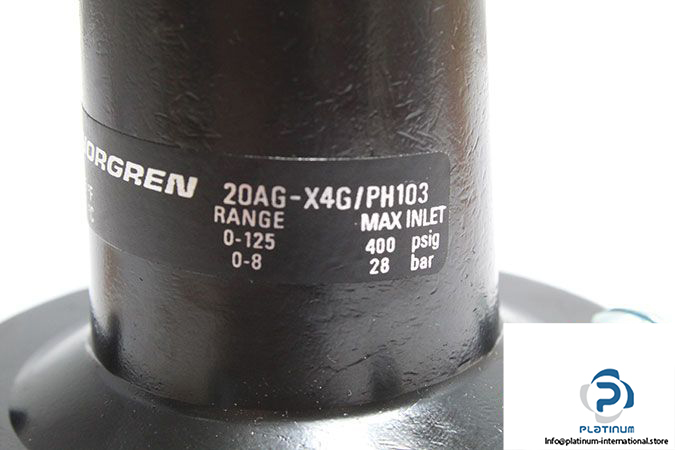 NORGREN 20AG-X4G/PH103
RANGE MAX INLET
0-125 400 psig
0-8 28 bar
F
C
PLATINUM
Info@platinum-international.store